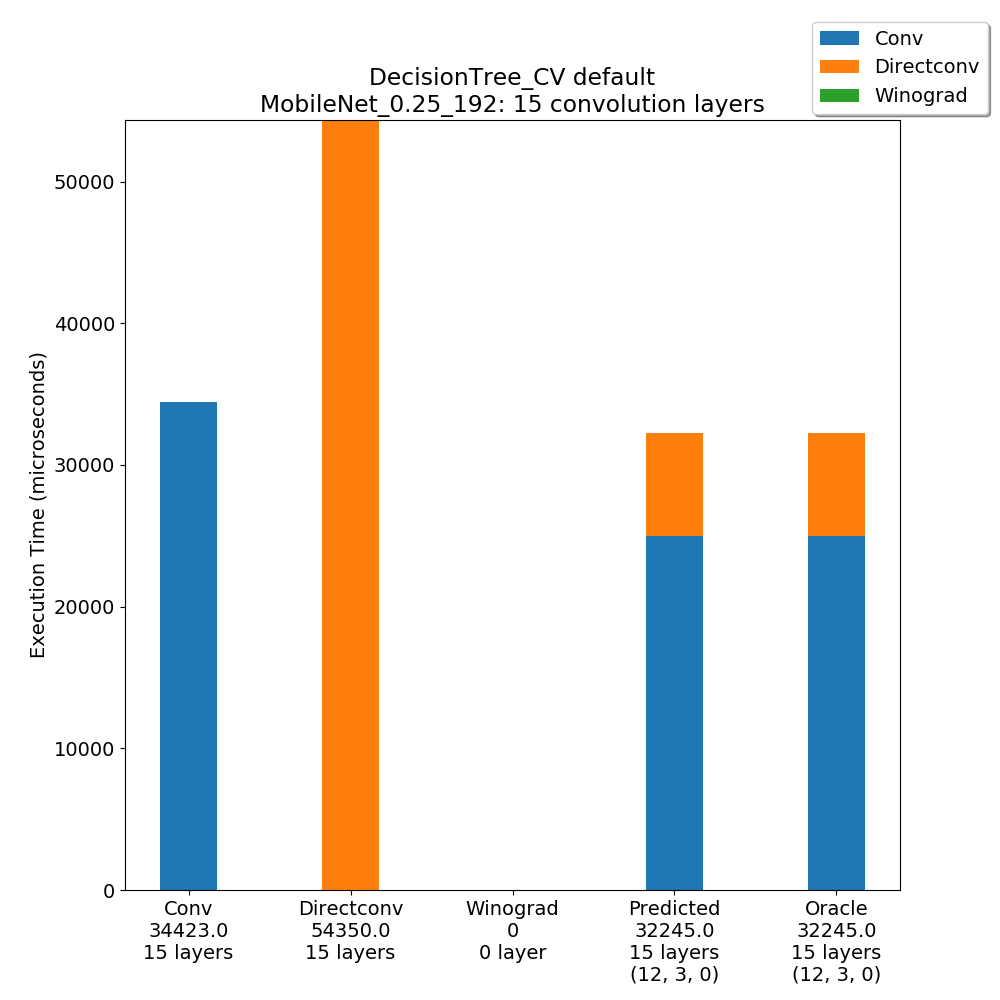 Conv
Directconv
Winograd
DecisionTree_CV default
MobileNet_0.25_192: 15 convolution layers
Execution Time (microseconds)
50000
40000
30000
20000
10000
0
Conv
34423.0
15 layers
Directconv
54350.0
15 layers
Winograd
0
0 layer
Predicted
32245.0
15 layers
(12, 3, 0)
Oracle
32245.0
15 layers
(12, 3, 0)